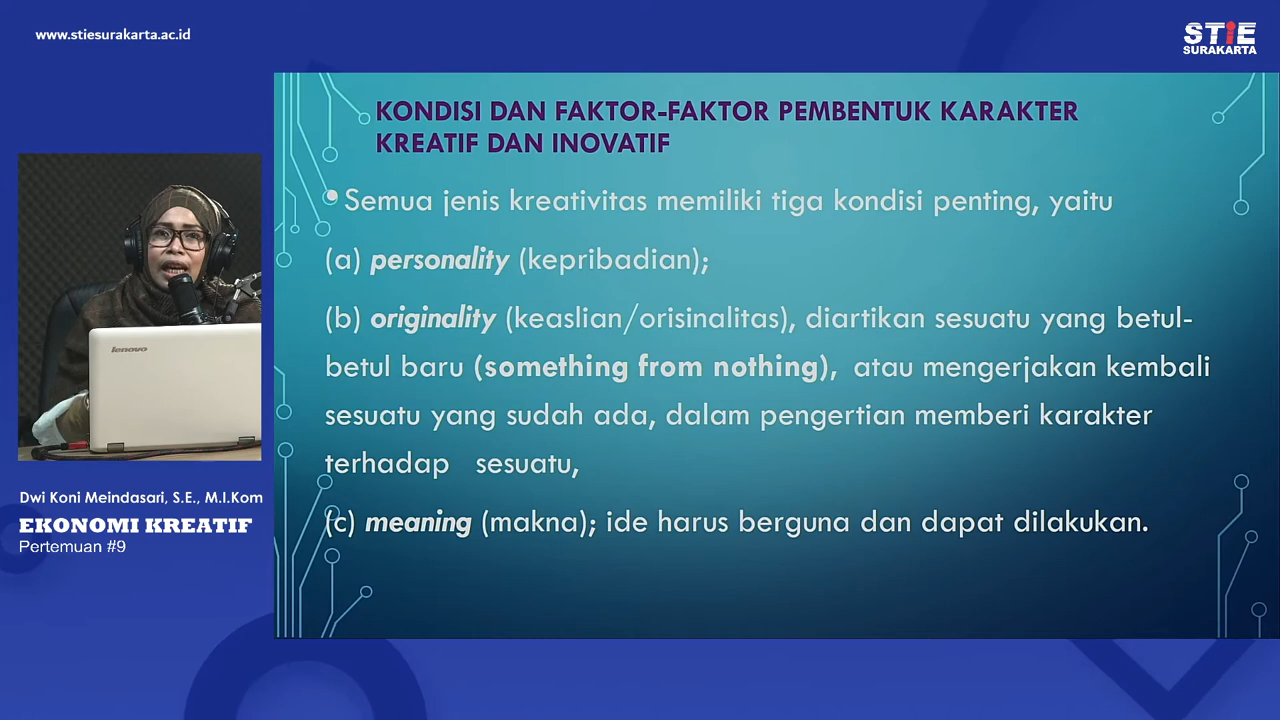 www.stiesurakarta.ac.id
STIE
SURAKARTA
KONDISI DAN FAKTOR-FAKTOR PEMBENTUK KARAKTER
KREATIF DAN INOVATIF
• Semua jenis kreativitas memiliki tiga kondisi penting, yaitu
(a) personality (kepribadian);
(b) originality (keaslian/orisinalitas), diartikan sesuatu yang betul-
betul baru (something from nothing), atau mengerjakan kembali
sesuatu yang sudah ada, dalam pengertian memberi karakter
terhadap sesuatu,
(c) meaning (makna); ide harus berguna dan dapat dilakukan.
lenovo
Dwi Koni Meindasari, S.E., M.I.Kom
EKONOMI KREATIF
Pertemuan #9